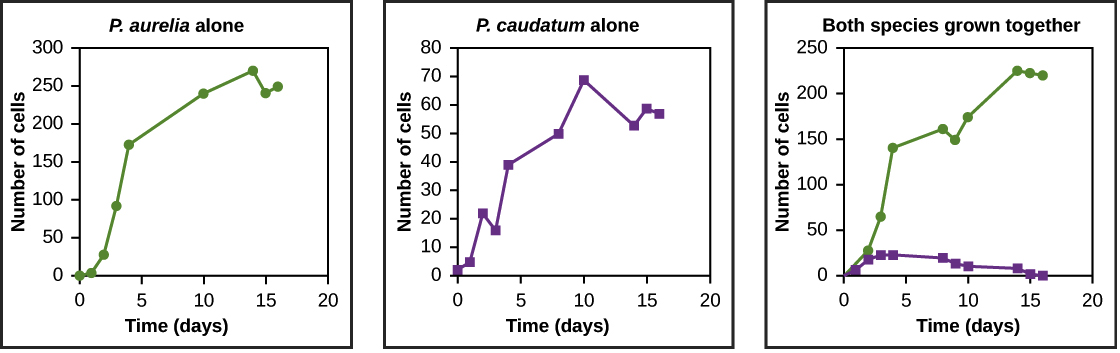 P. aurelia alone
300
250
200
150
100
50
0
Number of cells
0 5 10 15 20
Time (days)
P. caudatum alone
80
70
60
50
40
30
20
10
0
Number of cells
0 5 10 15 20
Time (days)
Both species grown together
250
200
150
100
50
0
Number of cells
0 5 10 15 20
Time (days)